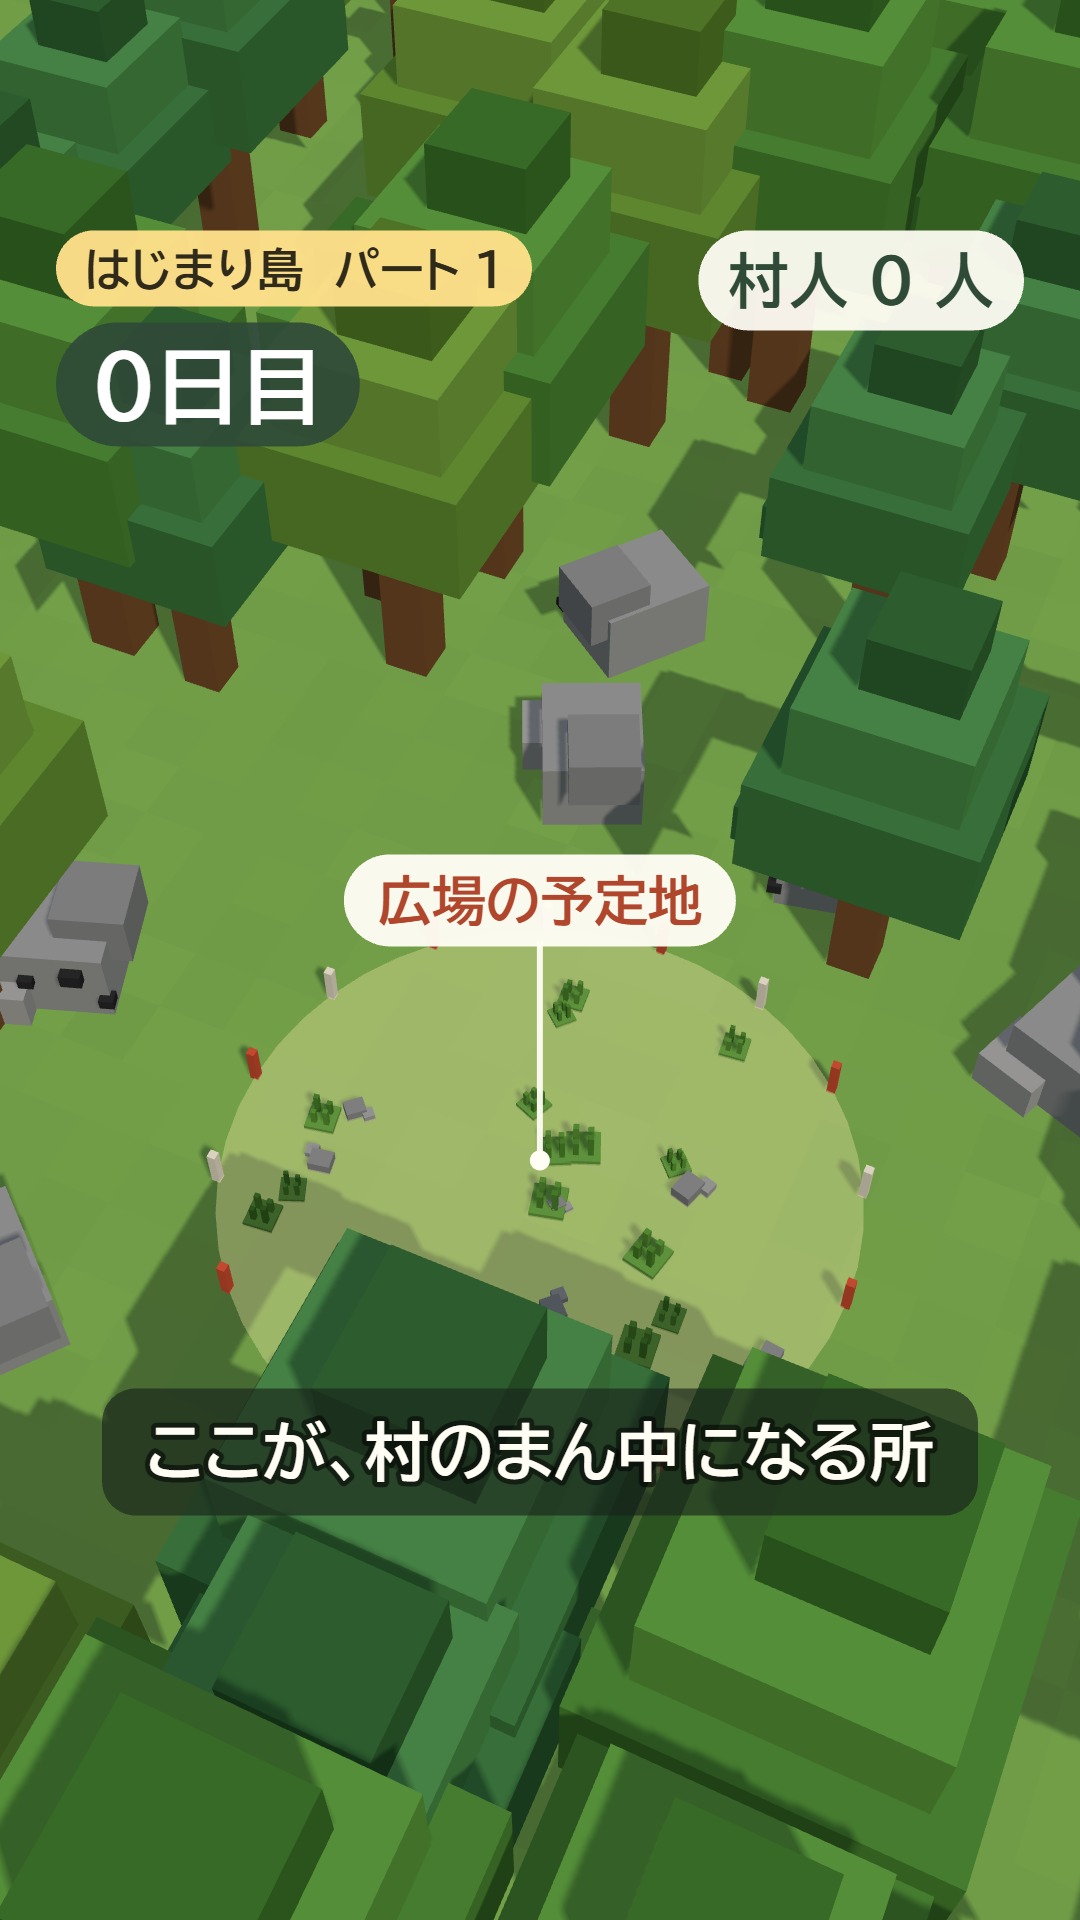 はじまり島 パート 1
村人 0 人
0日目
広場の予定地
ここが、村のまん中になる所